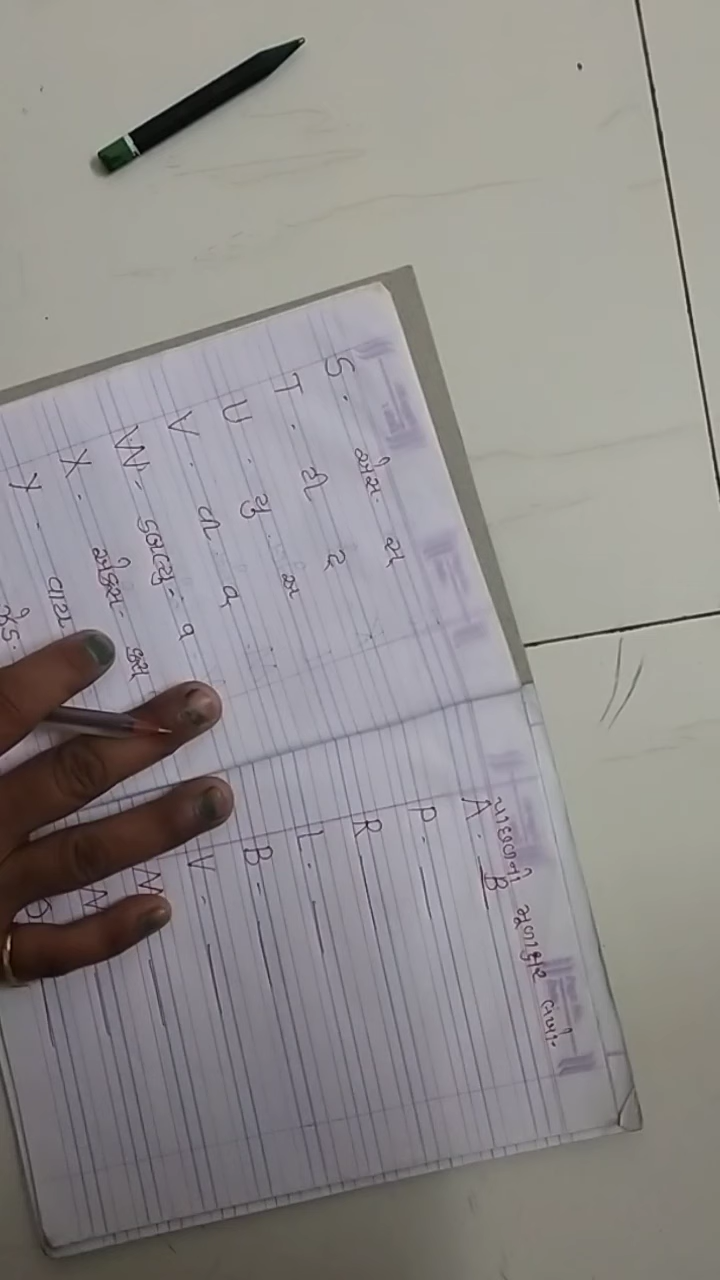 S. એસ. સ
T. ટી ટ
U. યુ. અ
V. વી. વ
W- ડબલ્યુ- વ
X. એક્સ- ક્સ
Y. વાય
ઝેડ.
પાછળનો મૂળાક્ષર લખો-
A. B
P-
R
L-
B-
V-
M
N